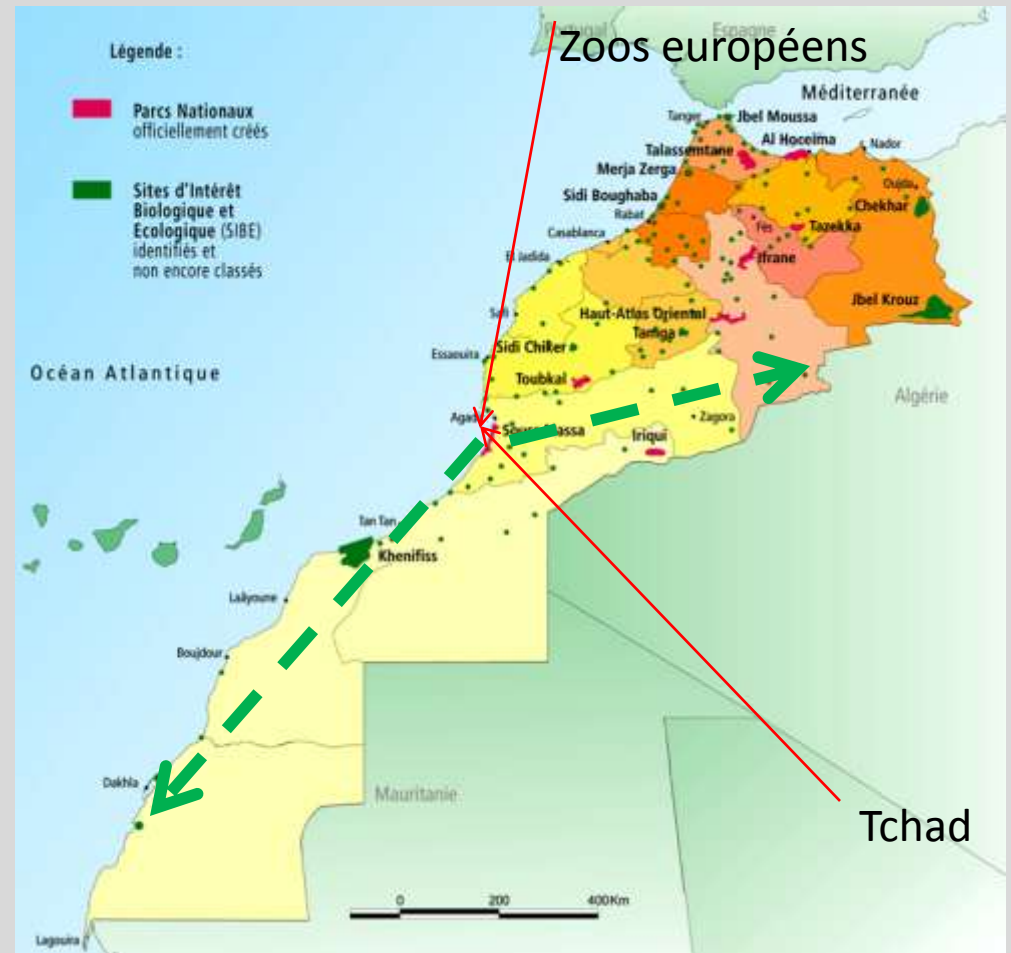 Portugal
Espagne
Zoos européens
Légende :
Parcs Nationaux
officiellement créés
Sites d'Intérêt
Biologique et
Ecologique (SIBE)
identifiés et
non encore classés
Méditerranée
Tanger
Jbel Moussa
Talassemtane
Al Hoceima
Nador
Merja Zerga
Oujda
Sidi Boughaba
Chekhar
Rabat
Fès
Tazekka
Casablanca
El Jadida
Ifrane
Jbel Krouz
Safi
Haut-Atlas Oriental
Tamga
Essaouira
Sidi Chiker
Océan Atlantique
Toubkal
Algérie
Agad
Zagora
Iriqui
Tan Tan
Khenifiss
Laâyoune
Boujdour
Dakhla
Mauritanie
Tchad
0 200 400Km
Lagouira